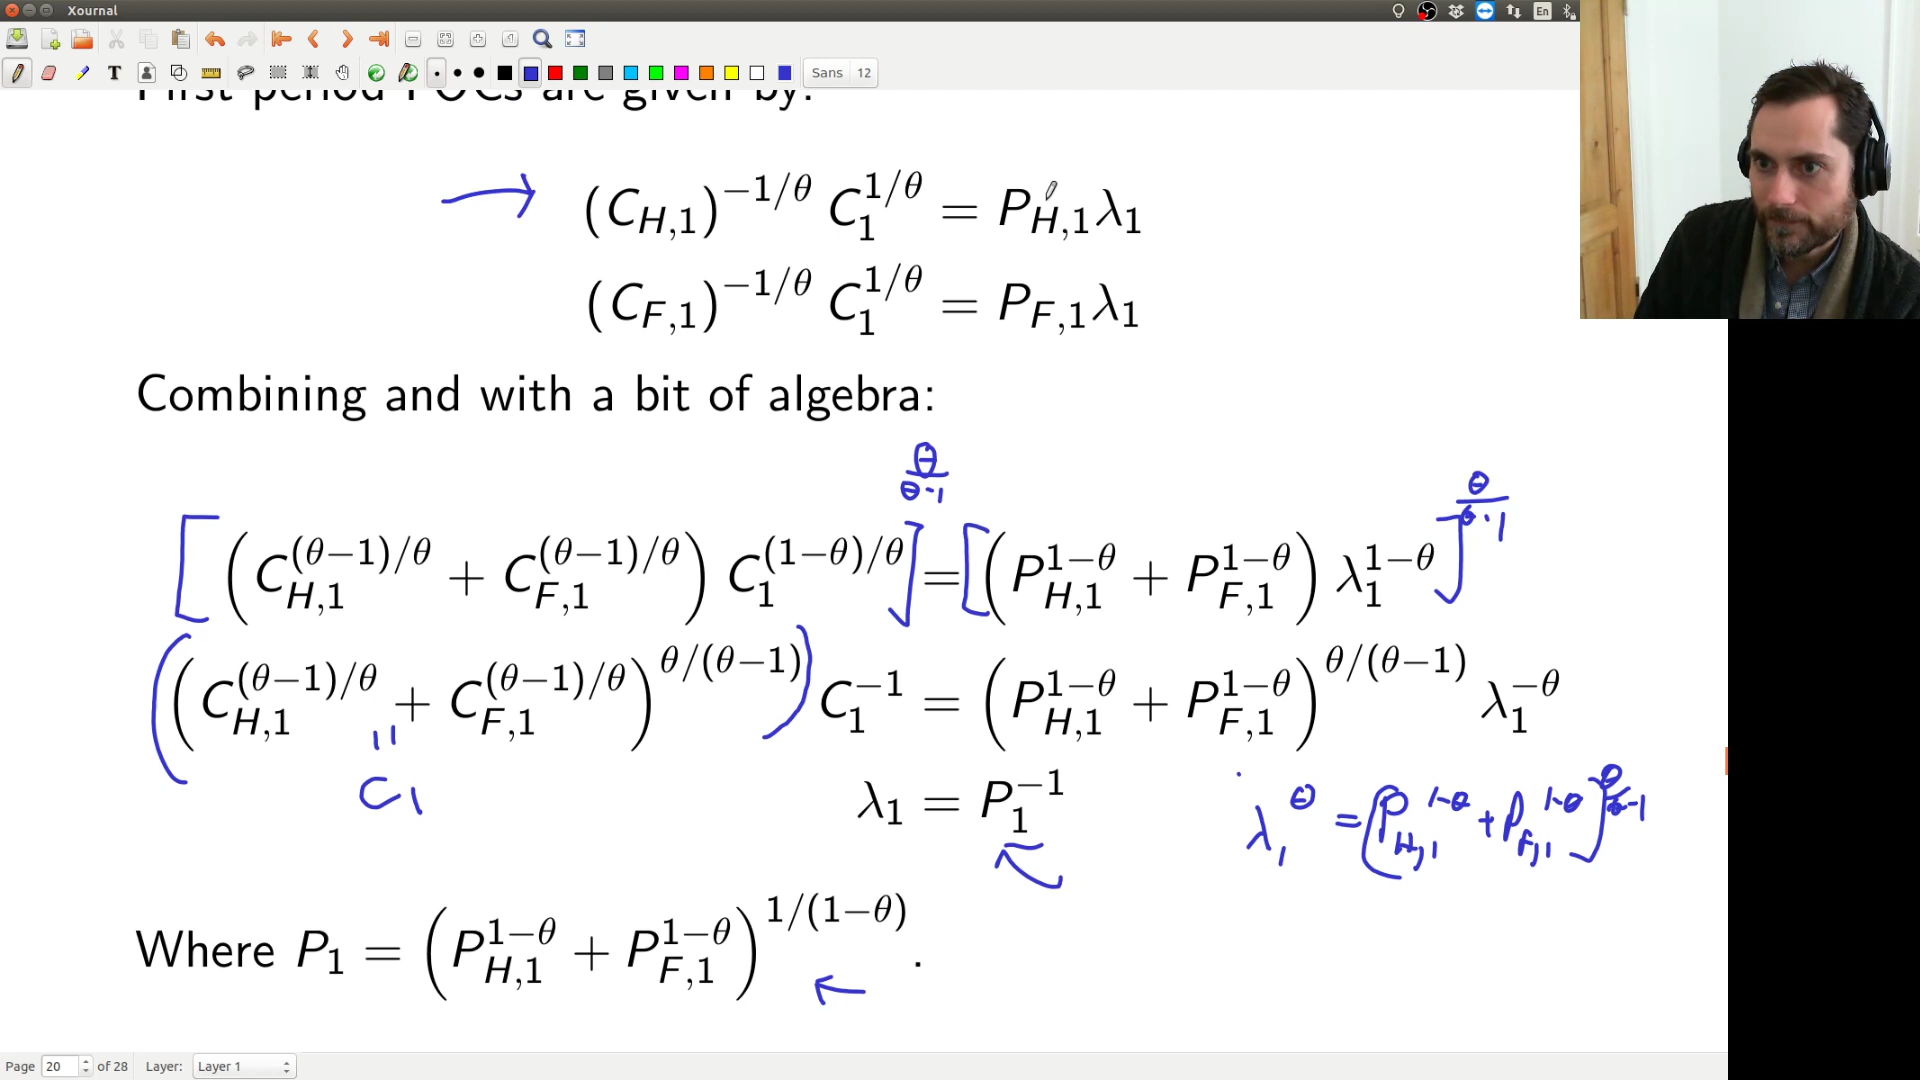 Xournal
En
T
Sans 12
First period FOCs are given by:
(C_{H,1})^{-1/θ} C_1^{1/θ} = P_{H,1}λ_1
(C_{F,1})^{-1/θ} C_1^{1/θ} = P_{F,1}λ_1
Combining and with a bit of algebra:
[(C_{H,1}^{(θ−1)/θ} + C_{F,1}^{(θ−1)/θ}) C_1^{(1−θ)/θ}]^{θ/(θ-1)} = [(P_{H,1}^{1−θ} + P_{F,1}^{1−θ}) λ_1^{1−θ}]^{θ/(θ-1)}
((C_{H,1}^{(θ−1)/θ} + C_{F,1}^{(θ−1)/θ})^{θ/(θ−1)}) C_1^{−1} = (P_{H,1}^{1−θ} + P_{F,1}^{1−θ})^{θ/(θ−1)} λ_1^{−θ}
" C_1
λ_1 = P_1^{−1}
λ_1^θ = [P_{H,1}^{1-θ} + P_{F,1}^{1-θ}]^{θ/(θ-1)}
Where P_1 = (P_{H,1}^{1−θ} + P_{F,1}^{1−θ})^{1/(1−θ)}.
Page 20 of 28 Layer: Layer 1